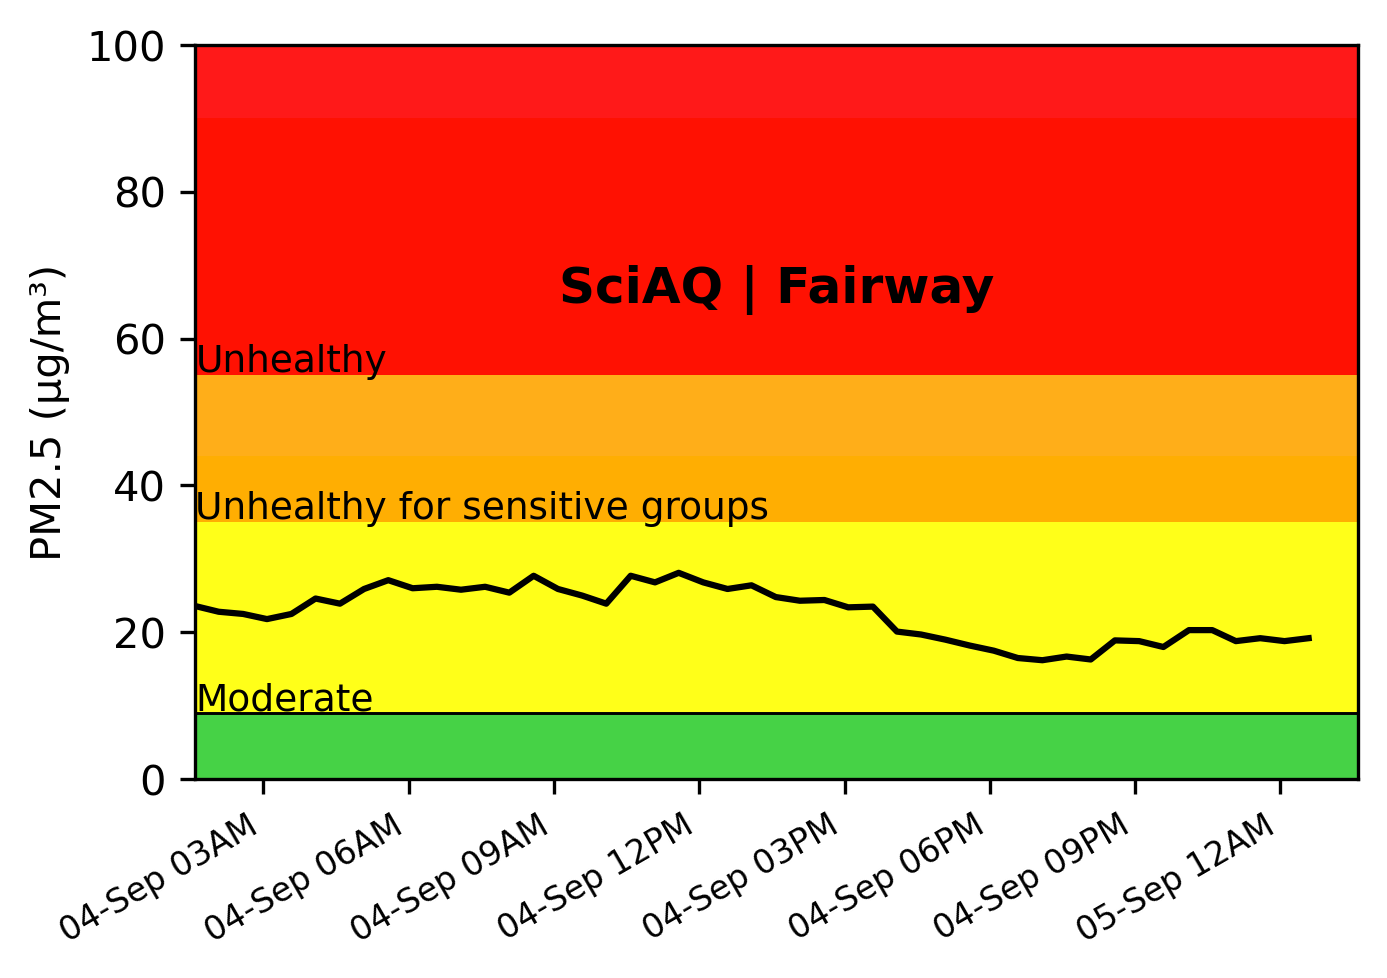 100
80
60
40
20
0
PM2.5 (µg/m³)
SciAQ | Fairway
Unhealthy
Unhealthy for sensitive groups
Moderate
04-Sep 03AM
04-Sep 06AM
04-Sep 09AM
04-Sep 12PM
04-Sep 03PM
04-Sep 06PM
04-Sep 09PM
05-Sep 12AM